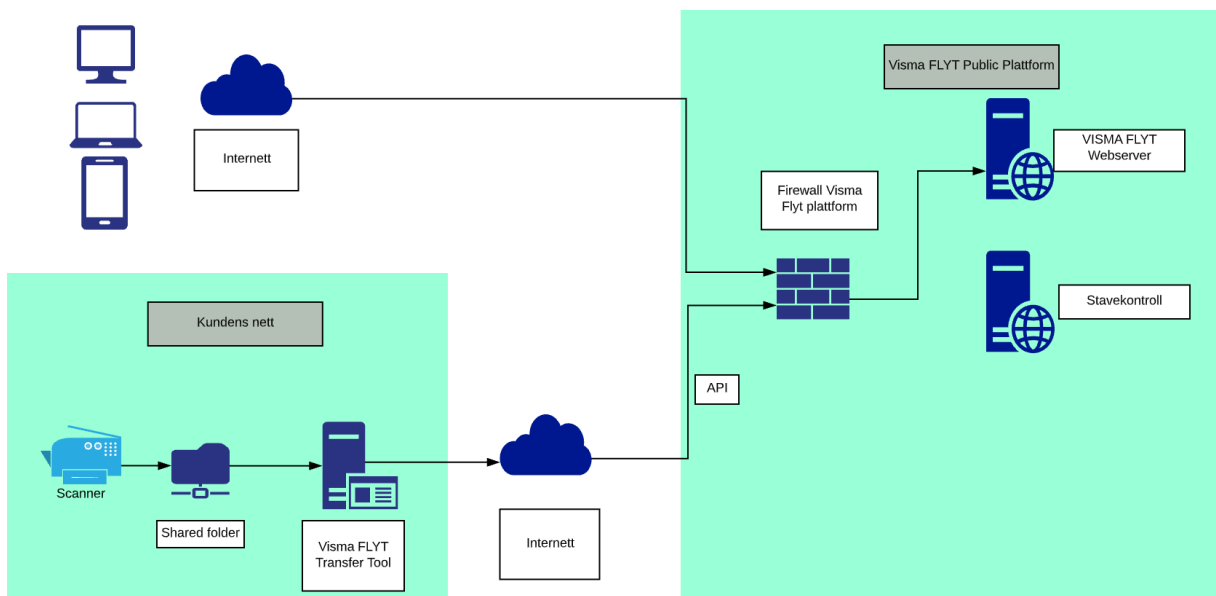 Visma FLYT Public Plattform
Internett
VISMA FLYT
Webserver
Firewall Visma
Flyt plattform
Stavekontroll
Kundens nett
API
Scanner
Shared folder
Visma FLYT
Transfer Tool
Internett